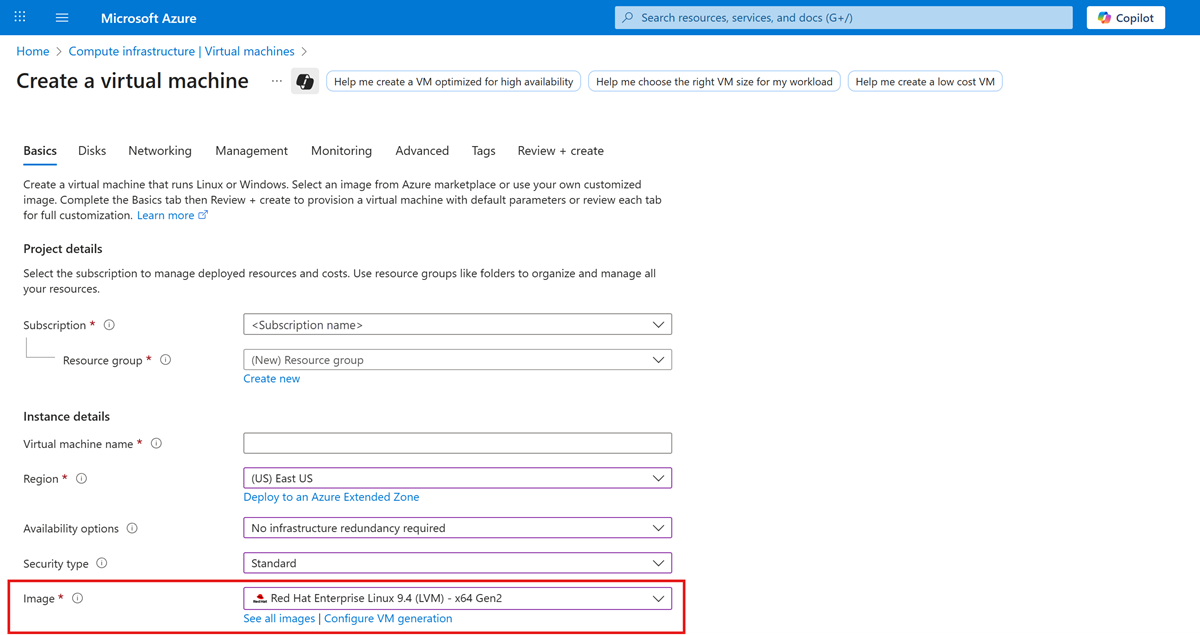 Microsoft Azure
Search resources, services, and docs (G+/)
Copilot
Home > Compute infrastructure | Virtual machines >
Create a virtual machine
...
Help me create a VM optimized for high availability
Help me choose the right VM size for my workload
Help me create a low cost VM
Basics
Disks
Networking
Management
Monitoring
Advanced
Tags
Review + create
Create a virtual machine that runs Linux or Windows. Select an image from Azure marketplace or use your own customized
image. Complete the Basics tab then Review + create to provision a virtual machine with default parameters or review each tab
for full customization. Learn more
Project details
Select the subscription to manage deployed resources and costs. Use resource groups like folders to organize and manage all
your resources.
Subscription *
<Subscription name>
Resource group *
(New) Resource group
Create new
Instance details
Virtual machine name *
Region *
(US) East US
Deploy to an Azure Extended Zone
Availability options
No infrastructure redundancy required
Security type
Standard
Image *
Red Hat Enterprise Linux 9.4 (LVM) - x64 Gen2
See all images | Configure VM generation